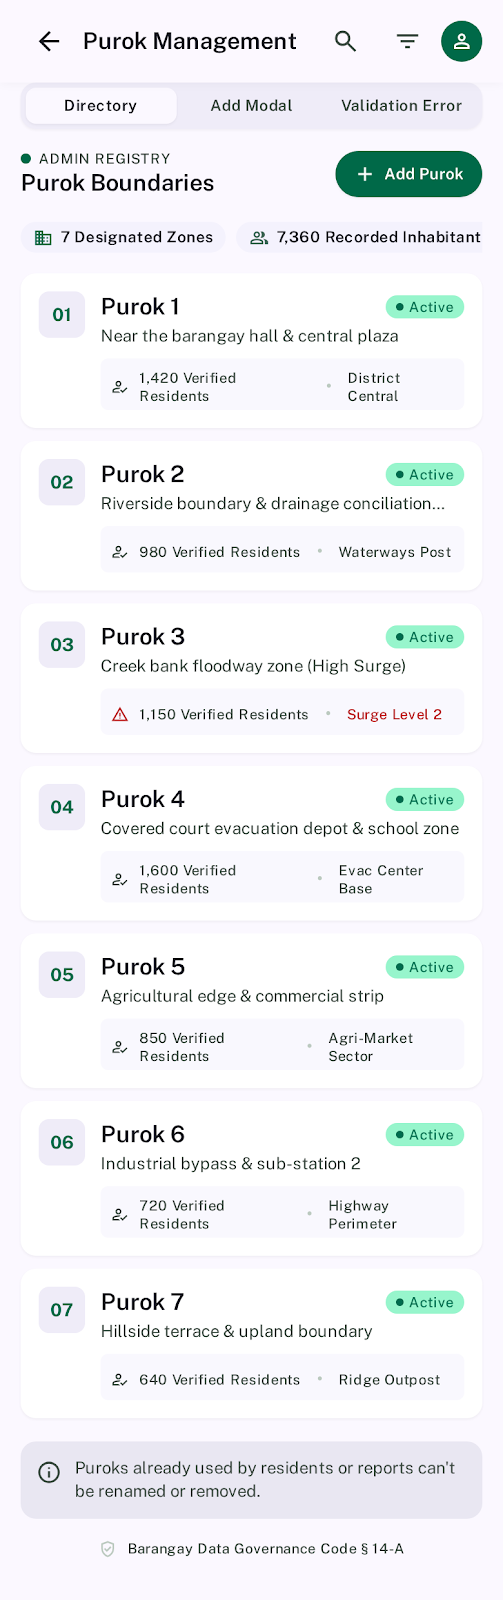 Purok Management
Directory
Add Modal
Validation Error
ADMIN REGISTRY
Purok Boundaries
Add Purok
7 Designated Zones
7,360 Recorded Inhabitant
01
Purok 1
Active
Near the barangay hall & central plaza
1,420 Verified
Residents
•
District
Central
02
Purok 2
Active
Riverside boundary & drainage conciliation...
980 Verified Residents
•
Waterways Post
03
Purok 3
Active
Creek bank floodway zone (High Surge)
1,150 Verified Residents
•
Surge Level 2
04
Purok 4
Active
Covered court evacuation depot & school zone
1,600 Verified
Residents
•
Evac Center
Base
05
Purok 5
Active
Agricultural edge & commercial strip
850 Verified
Residents
•
Agri-Market
Sector
06
Purok 6
Active
Industrial bypass & sub-station 2
720 Verified
Residents
•
Highway
Perimeter
07
Purok 7
Active
Hillside terrace & upland boundary
640 Verified Residents
•
Ridge Outpost
Puroks already used by residents or reports can't
be renamed or removed.
Barangay Data Governance Code § 14-A